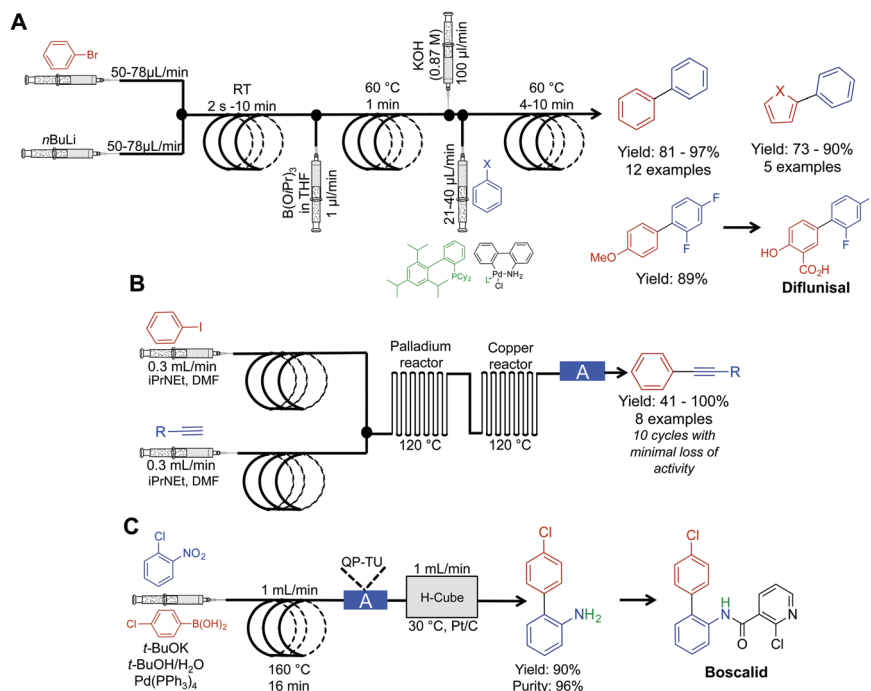 A
Br
50-78µL/min
nBuLi
50-78µL/min
RT
2 s -10 min
B(OiPr)3
in THF
1 µl/min
60 °C
1 min
KOH
(0.87 M)
100 µl/min
X
21-40 µL/min
60 °C
4-10 min
PCy2
L
Pd
NH2
Cl
Yield: 81 - 97%
12 examples
X
Yield: 73 - 90%
5 examples
MeO
F
F
Yield: 89%
HO
CO2H
F
Diflunisal
B
I
0.3 mL/min
iPrNEt, DMF
R
0.3 mL/min
iPrNEt, DMF
Palladium
reactor
120 °C
Copper
reactor
120 °C
A
R
Yield: 41 - 100%
8 examples
10 cycles with
minimal loss of
activity
C
Cl
NO2
Cl
B(OH)2
t-BuOK
t-BuOH/H2O
Pd(PPh3)4
1 mL/min
160 °C
16 min
QP-TU
A
1 mL/min
H-Cube
30 °C, Pt/C
Cl
NH2
Yield: 90%
Purity: 96%
Cl
H
N
O
N
Cl
Boscalid